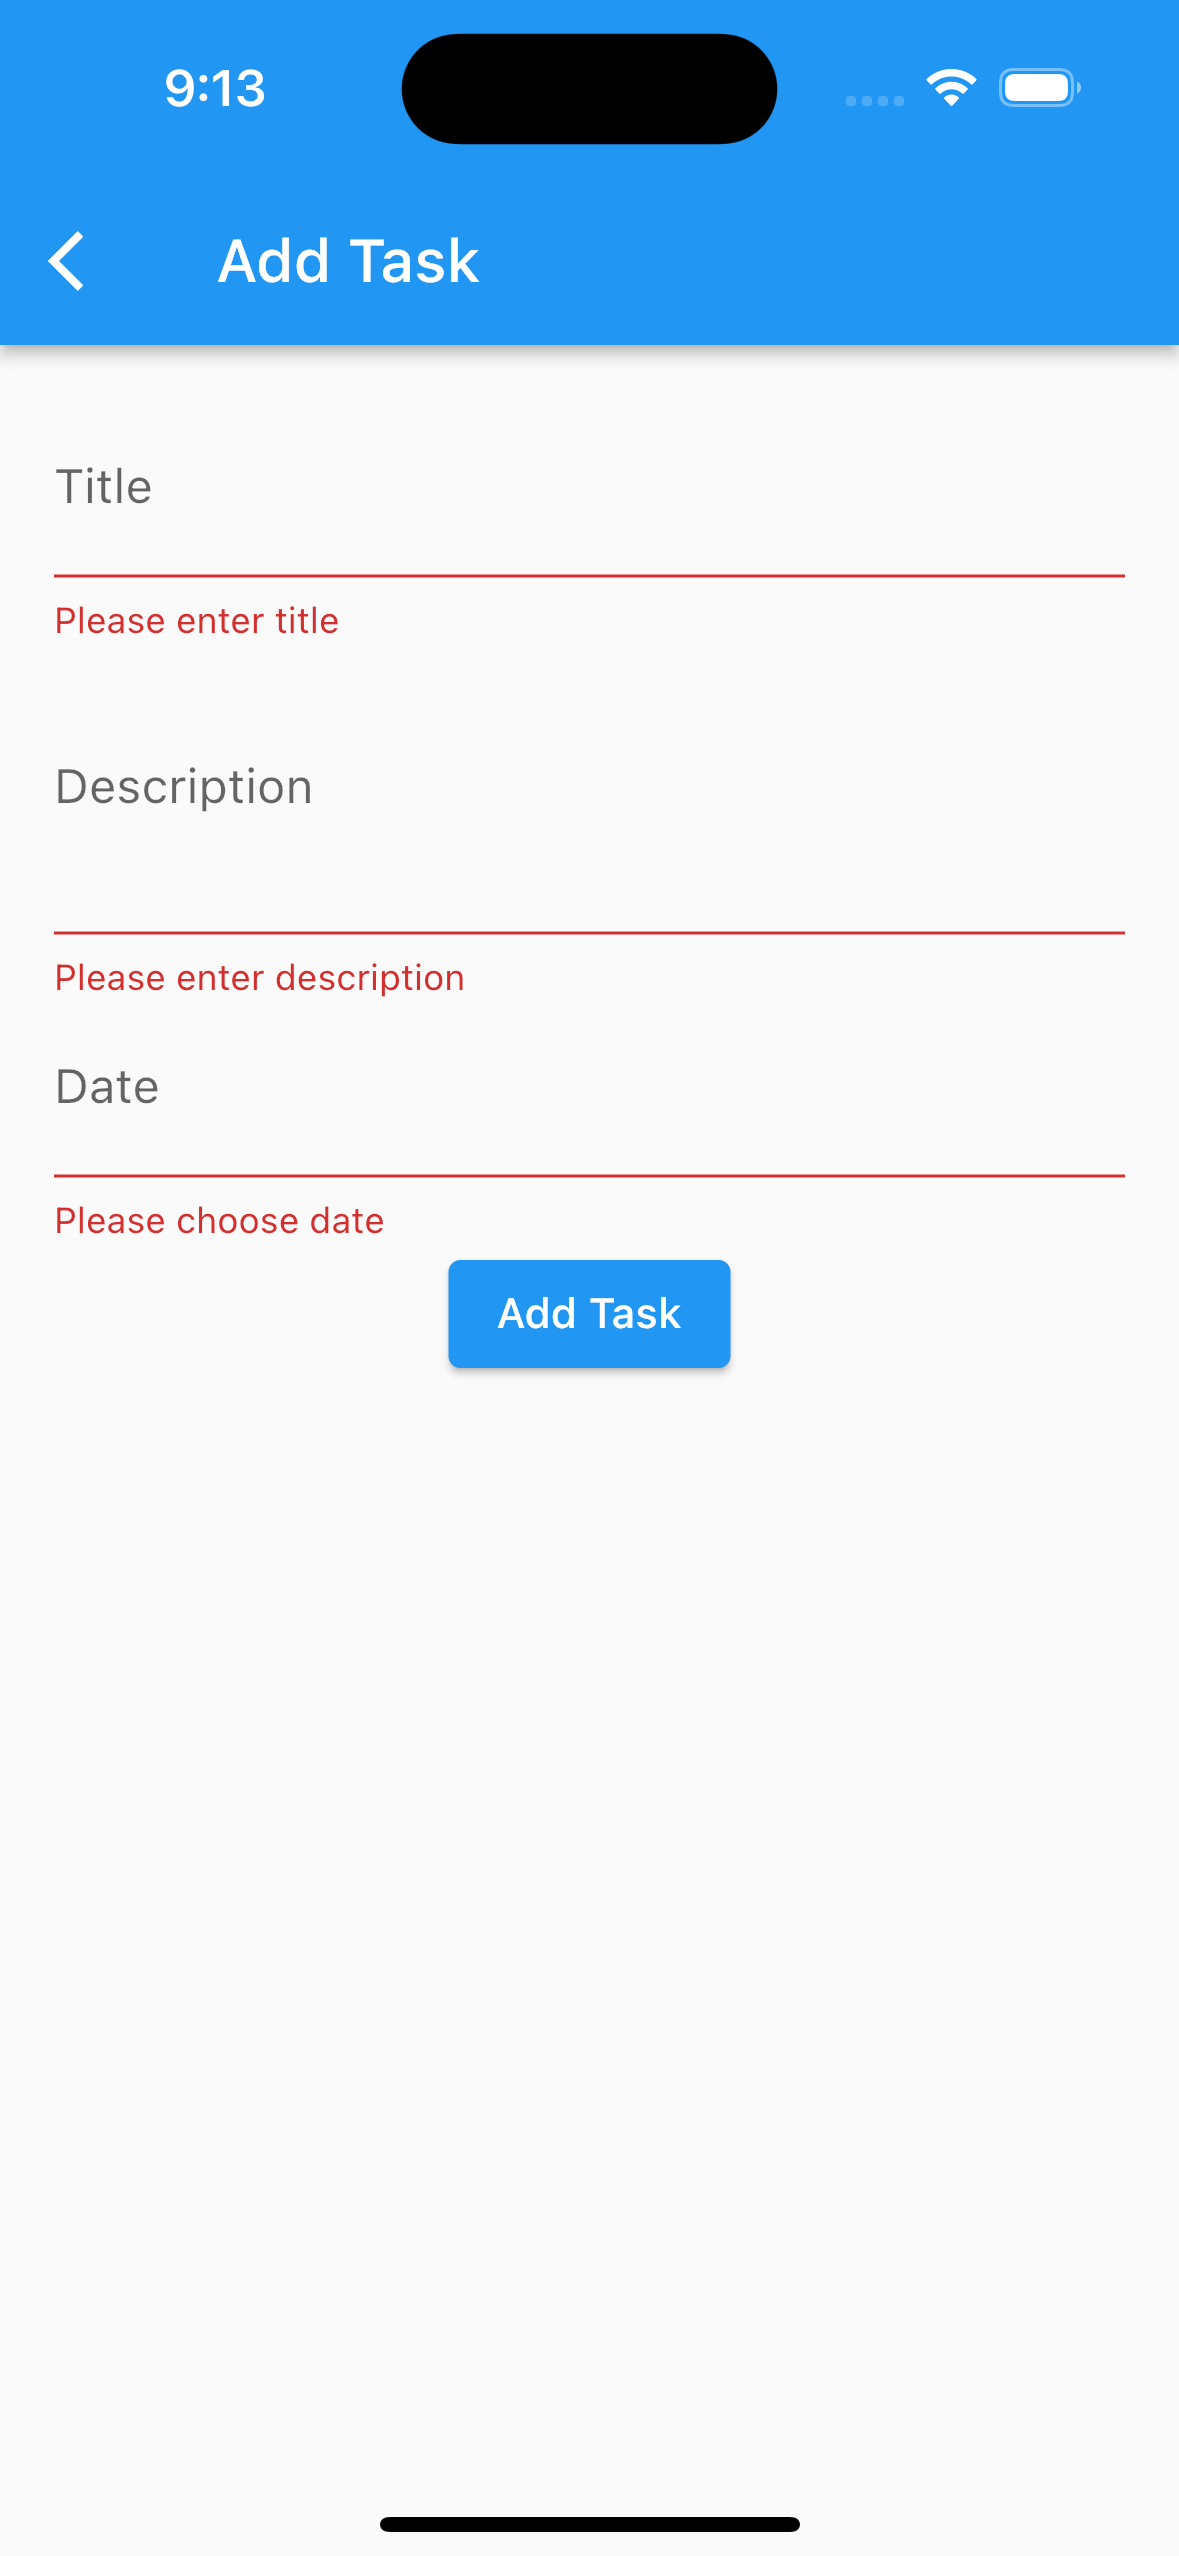 9:13
Add Task
Title
Please enter title
Description
Please enter description
Date
Please choose date
Add Task